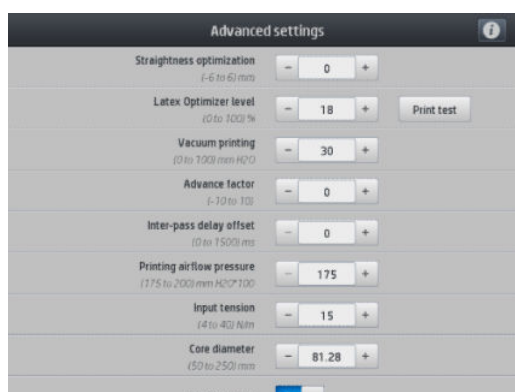 Advanced settings
i
Straightness optimization
(-6 to 6) mm
- 0 +
Latex Optimizer level
(0 to 100) %
- 18 + Print test
Vacuum printing
(0 to 100) mm H2O
- 30 +
Advance factor
(-10 to 10)
- 0 +
Inter-pass delay offset
(0 to 1500) ms
- 0 +
Printing airflow pressure
(175 to 200) mm H2O*100
- 175 +
Input tension
(4 to 40) N/m
- 15 +
Core diameter
(50 to 250) mm
- 81.28 +